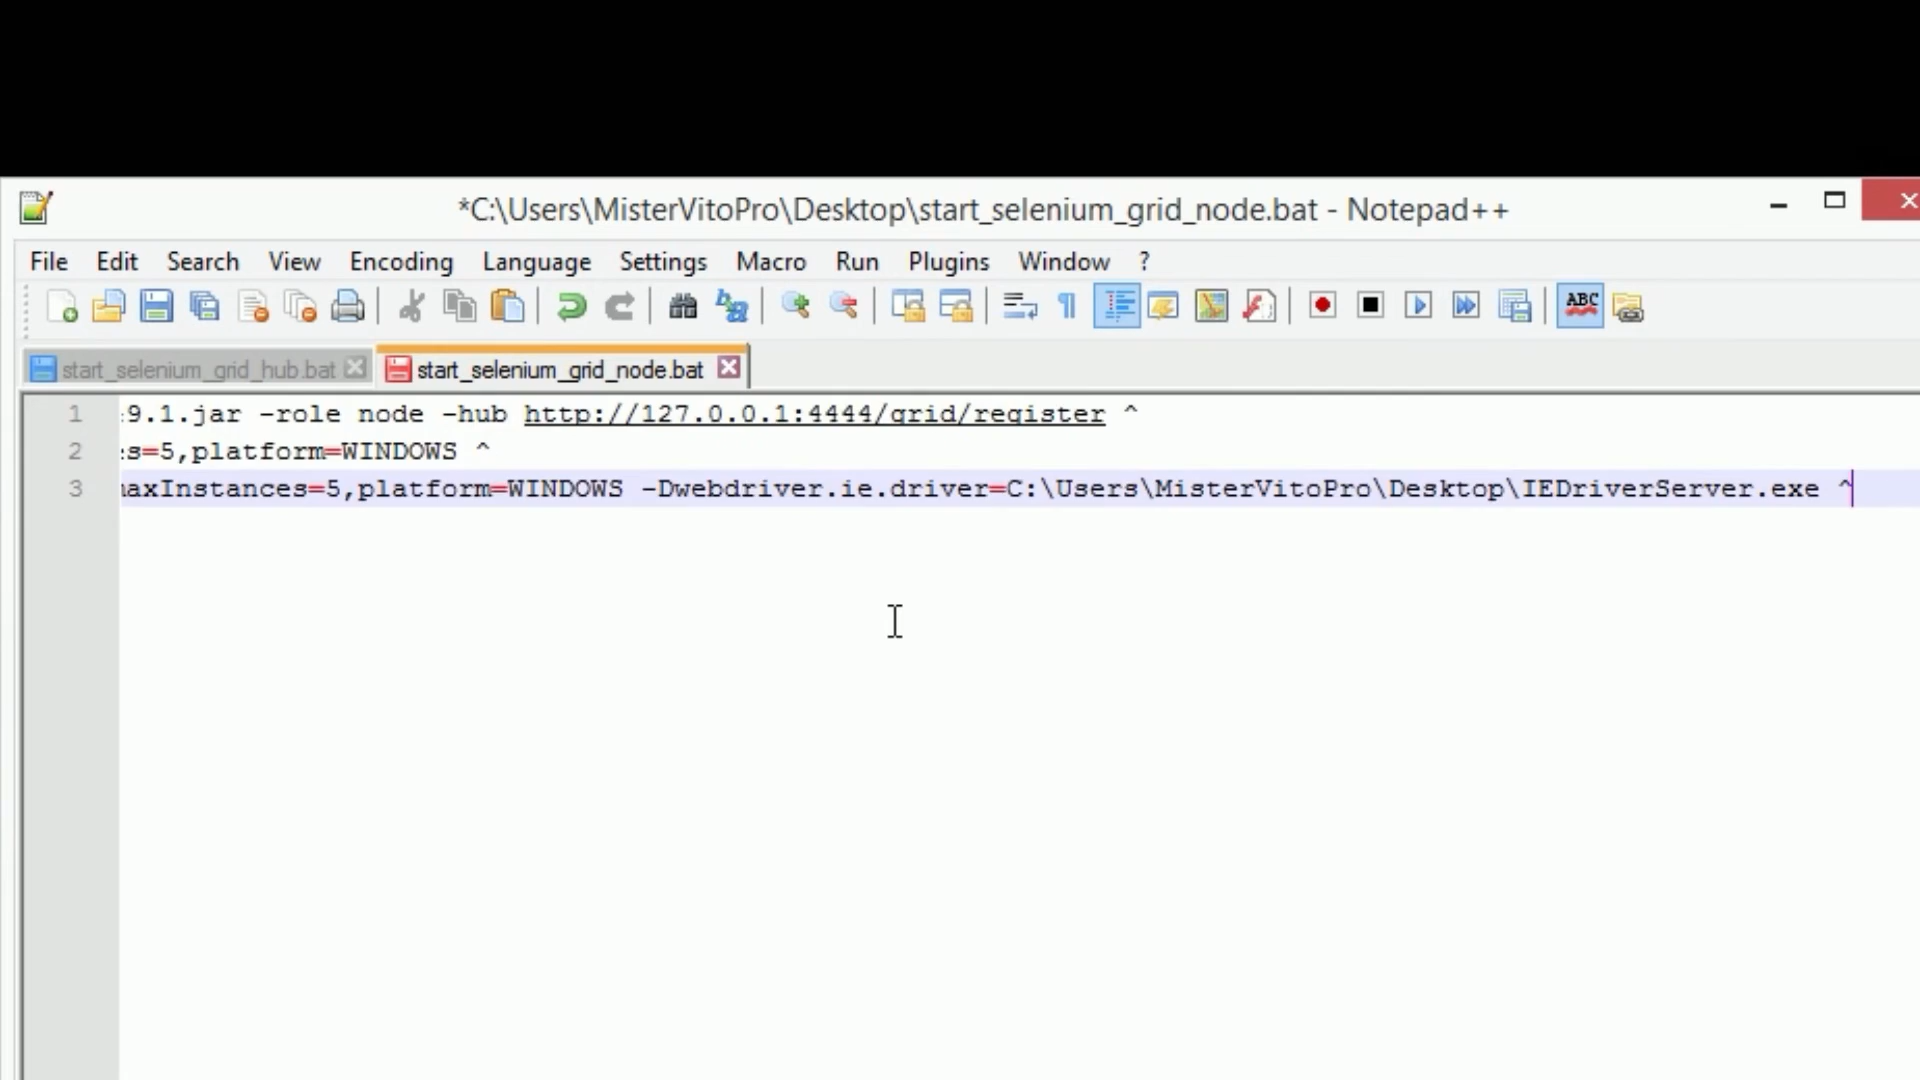 *C:\Users\MisterVitoPro\Desktop\start_selenium_grid_node.bat - Notepad++
File Edit Search View Encoding Language Settings Macro Run Plugins Window ?
ABC
start_selenium_grid_hub.bat start_selenium_grid_node.bat
1 9.1.jar -role node -hub http://127.0.0.1:4444/grid/register ^
2 s=5,platform=WINDOWS ^
3 axInstances=5,platform=WINDOWS -Dwebdriver.ie.driver=C:\Users\MisterVitoPro\Desktop\IEDriverServer.exe ^